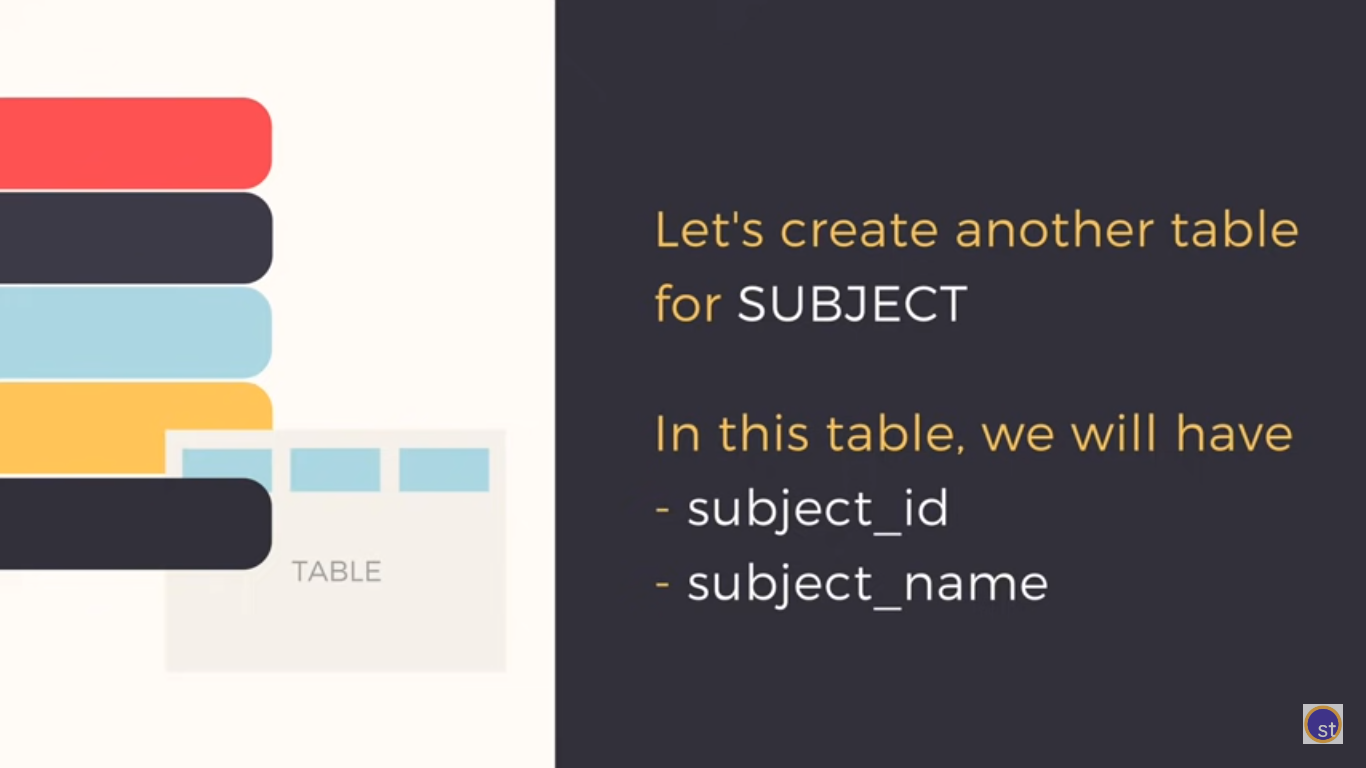 Let's create another table
for SUBJECT
In this table, we will have
- subject_id
- subject_name
TABLE
st